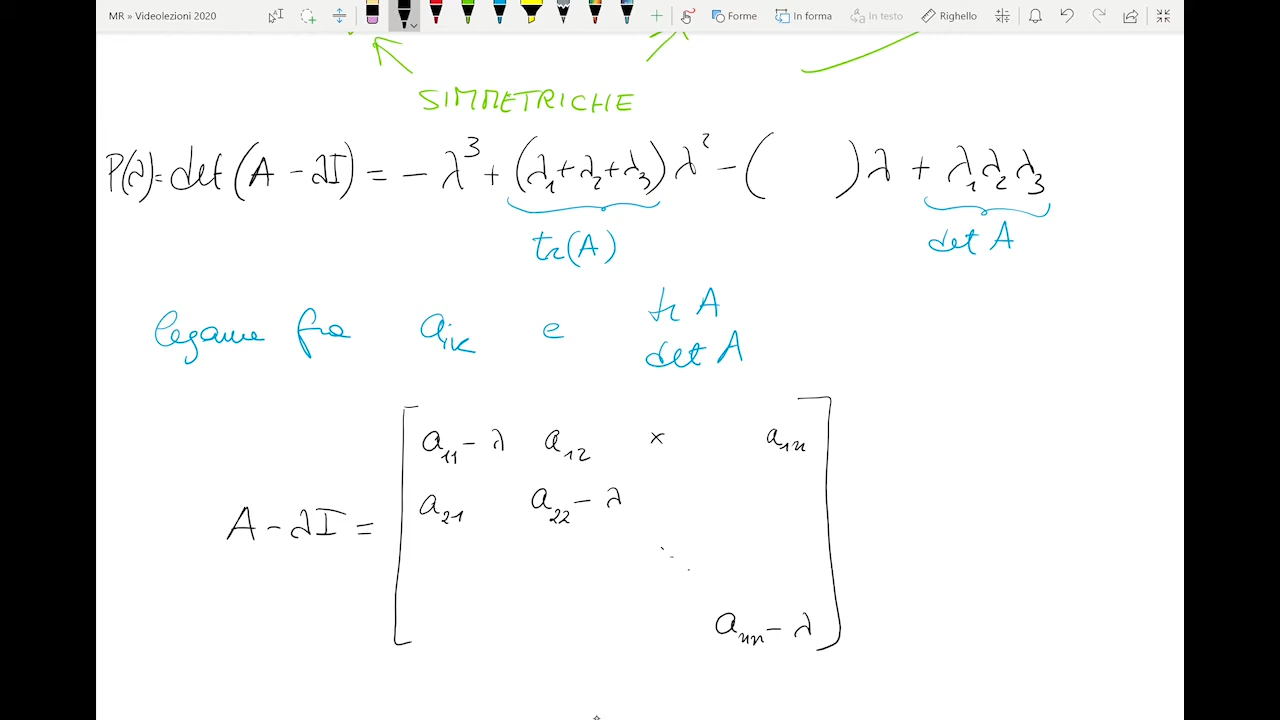 MR » Videolezioni 2020
Forme In forma In testo Righello
SIMMETRICHE
P(λ)= det(A - λI) = - λ³ + (λ₁+λ₂+λ₃)λ² - ( )λ + λ₁λ₂λ₃
tr(A) det A
legame fra aᵢₖ e tr A
det A
a₁₁-λ a₁₂ × a₁ₙ
a₂₁ a₂₂-λ
A-λI=
⋱
aₙₙ-λ